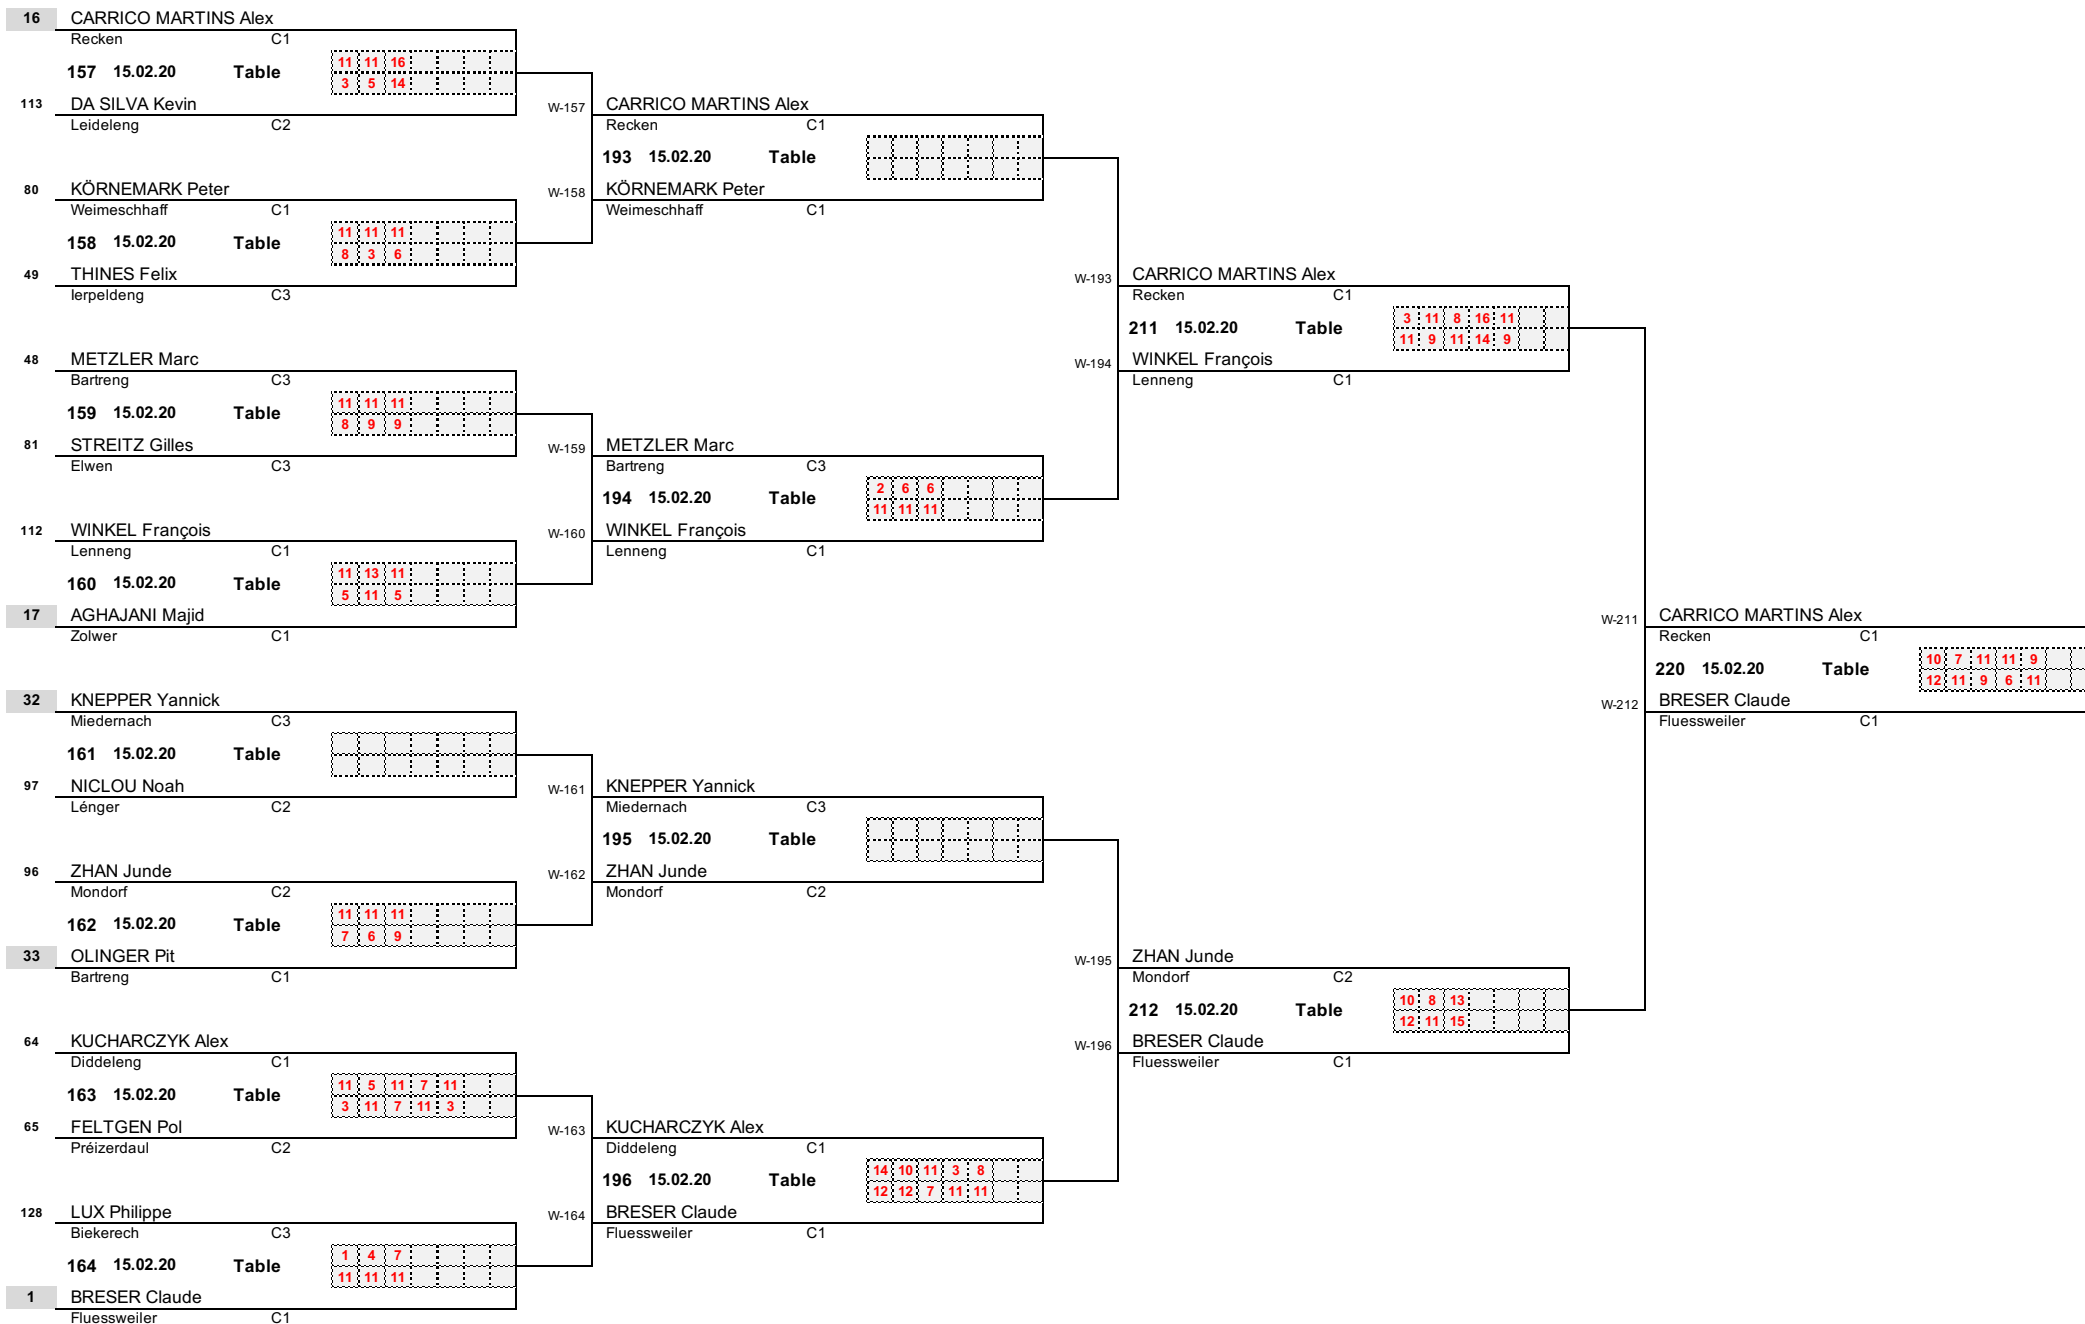 16 CARRICO MARTINS Alex
Recken C1
157 15.02.20 Table 11 11 16
3 5 14
113 DA SILVA Kevin
Leideleng C2
80 KÖRNEMARK Peter
Weimeschhaff C1
158 15.02.20 Table 11 11 11
8 3 6
49 THINES Felix
Ierpeldeng C3
48 METZLER Marc
Bartreng C3
159 15.02.20 Table 11 11 11
8 9 9
81 STREITZ Gilles
Elwen C3
112 WINKEL François
Lenneng C1
160 15.02.20 Table 11 13 11
5 11 5
17 AGHAJANI Majid
Zolwer C1
32 KNEPPER Yannick
Miedernach C3
161 15.02.20 Table
97 NICLOU Noah
Lénger C2
96 ZHAN Junde
Mondorf C2
162 15.02.20 Table 11 11 11
7 6 9
33 OLINGER Pit
Bartreng C1
64 KUCHARCZYK Alex
Diddeleng C1
163 15.02.20 Table 11 5 11 7 11
3 11 7 11 3
65 FELTGEN Pol
Préizerdaul C2
128 LUX Philippe
Biekerech C3
164 15.02.20 Table 1 4 7
11 11 11
1 BRESER Claude
Fluessweiler C1
W-157 CARRICO MARTINS Alex
Recken C1
193 15.02.20 Table
W-158 KÖRNEMARK Peter
Weimeschhaff C1
W-159 METZLER Marc
Bartreng C3
194 15.02.20 Table 2 6 6
11 11 11
W-160 WINKEL François
Lenneng C1
W-161 KNEPPER Yannick
Miedernach C3
195 15.02.20 Table
W-162 ZHAN Junde
Mondorf C2
W-163 KUCHARCZYK Alex
Diddeleng C1
196 15.02.20 Table 14 10 11 3 8
12 12 7 11 11
W-164 BRESER Claude
Fluessweiler C1
W-193 CARRICO MARTINS Alex
Recken C1
211 15.02.20 Table 3 11 8 16 11
11 9 11 14 9
W-194 WINKEL François
Lenneng C1
W-195 ZHAN Junde
Mondorf C2
212 15.02.20 Table 10 8 13
12 11 15
W-196 BRESER Claude
Fluessweiler C1
W-211 CARRICO MARTINS Alex
Recken C1
220 15.02.20 Table 10 7 11 11 9
12 11 9 6 11
W-212 BRESER Claude
Fluessweiler C1